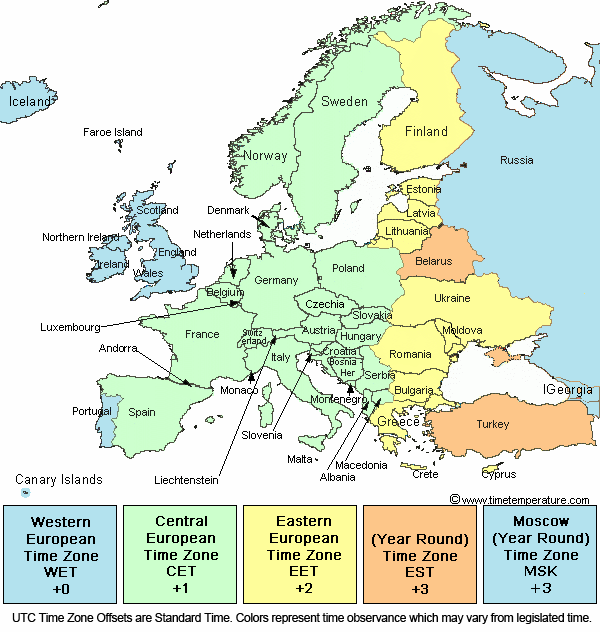 Iceland
Sweden
Faroe Island
Finland
Norway
Russia
Estonia
Scotland
Denmark
Latvia
Netherlands
Lithuania
Northern Ireland
England
Ireland
Belarus
Wales
Germany
Poland
Belgium
Ukraine
Czechia
Luxembourg
Slovakia
Austria
Moldova
France
Switz
erland
Hungary
Andorra
Croatia
Romania
Italy
Bosnia
Her
Serbia
Monaco
Bulgaria
IGeorgia
Portugal
Spain
Montenegro
Greece
Turkey
Slovenia
Malta
Macedonia
Canary Islands
Liechtenstein
Albania
Crete
Cyprus
© www.timetemperature.com
Western
European
Time Zone
WET
+0
Central
European
Time Zone
CET
+1
Eastern
European
Time Zone
EET
+2
(Year Round)
Time Zone
EST
+3
Moscow
(Year Round)
Time Zone
MSK
+3
UTC Time Zone Offsets are Standard Time. Colors represent time observance which may vary from legislated time.